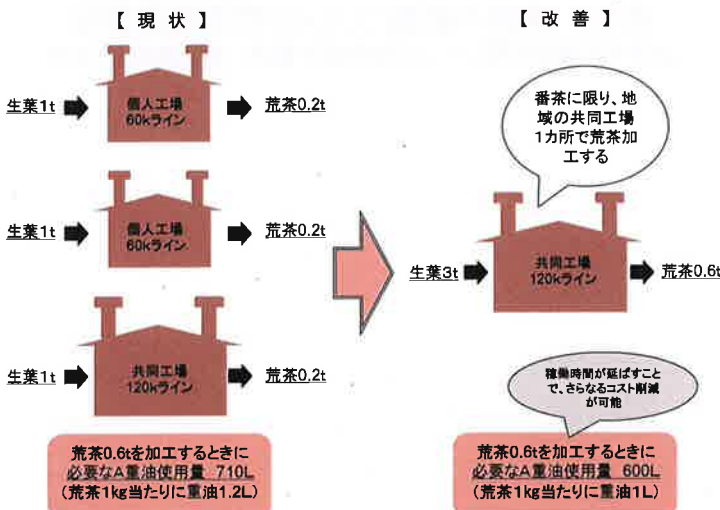 【 現 状 】
生葉1t
個人工場
60kライン
荒茶0.2t
生葉1t
個人工場
60kライン
荒茶0.2t
生葉1t
共同工場
120kライン
荒茶0.2t
荒茶0.6tを加工するときに
必要なA重油使用量 710L
(荒茶1kg当たりに重油1.2L)
【 改 善 】
番茶に限り、地
域の共同工場
1カ所で荒茶加
工する
生葉3t
共同工場
120kライン
荒茶0.6t
稼働時間が延ばすこと
で、さらなるコスト削減
が可能
荒茶0.6tを加工するときに
必要なA重油使用量 600L
(荒茶1kg当たりに重油1L)